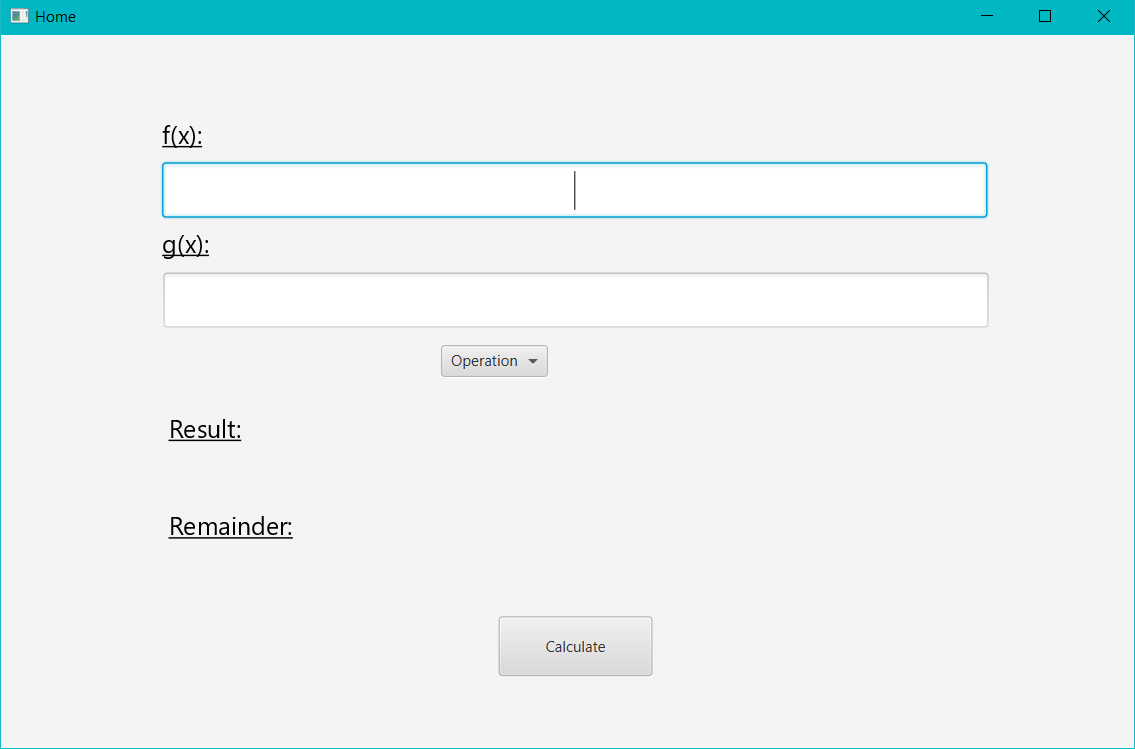 Home
f(x):
g(x):
Operation
Result:
Remainder:
Calculate